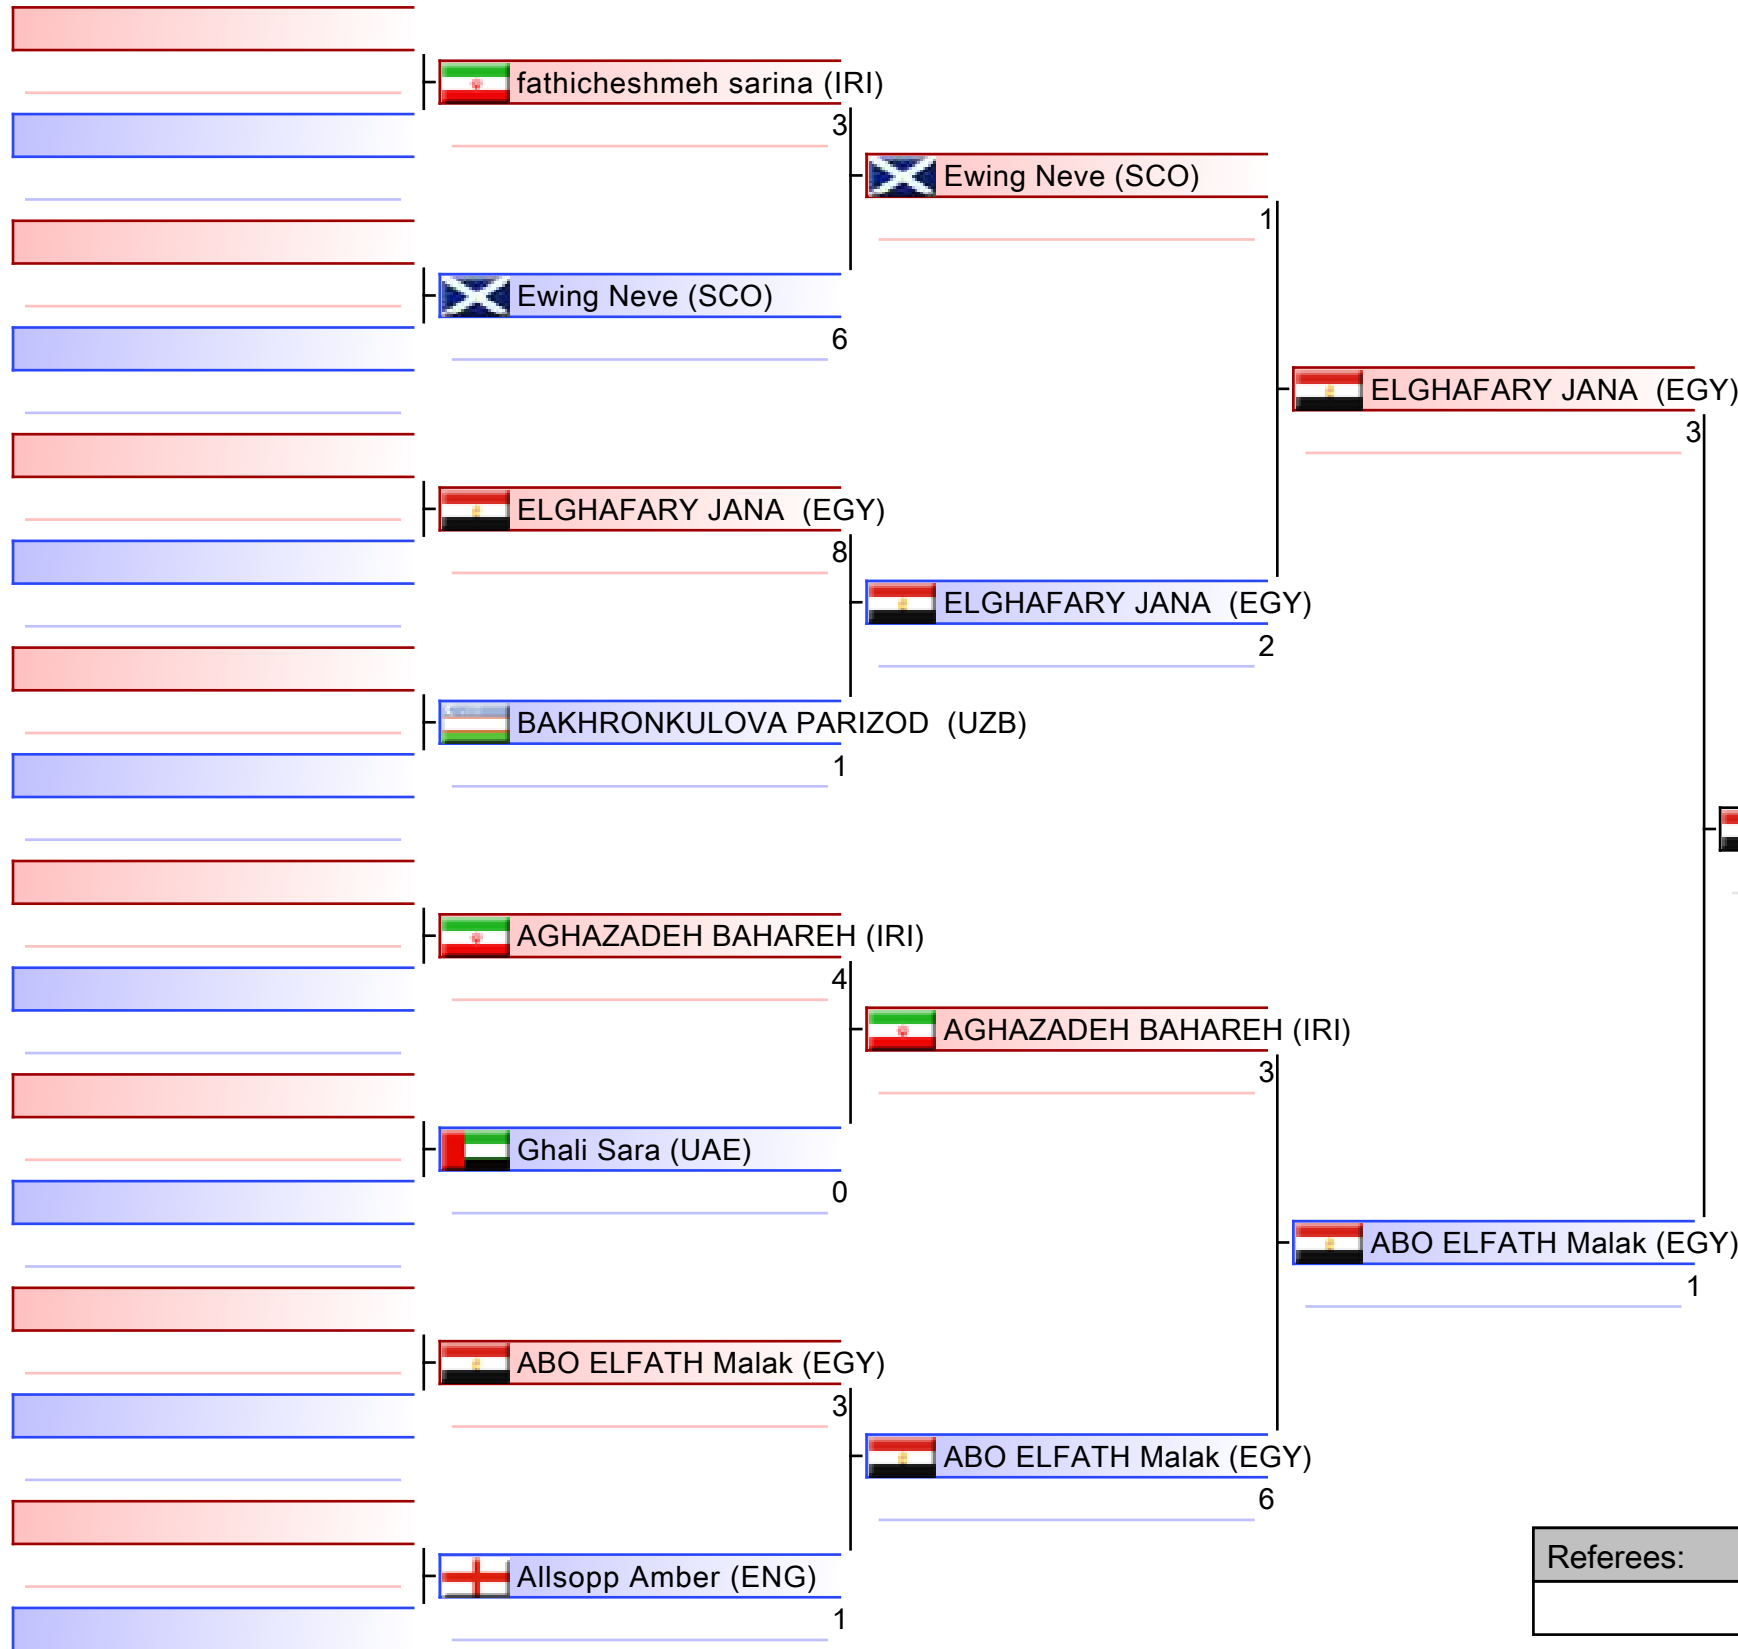 fathicheshmeh sarina (IRI)
3
Ewing Neve (SCO)
6
ELGHAFARY JANA  (EGY)
8
BAKHRONKULOVA PARIZOD  (UZB)
1
AGHAZADEH BAHAREH (IRI)
4
Ghali Sara (UAE)
0
ABO ELFATH Malak (EGY)
3
Allsopp Amber (ENG)
1
Ewing Neve (SCO)
1
ELGHAFARY JANA  (EGY)
2
AGHAZADEH BAHAREH (IRI)
3
ABO ELFATH Malak (EGY)
6
ELGHAFARY JANA  (EGY)
3
ABO ELFATH Malak (EGY)
1
Referees: